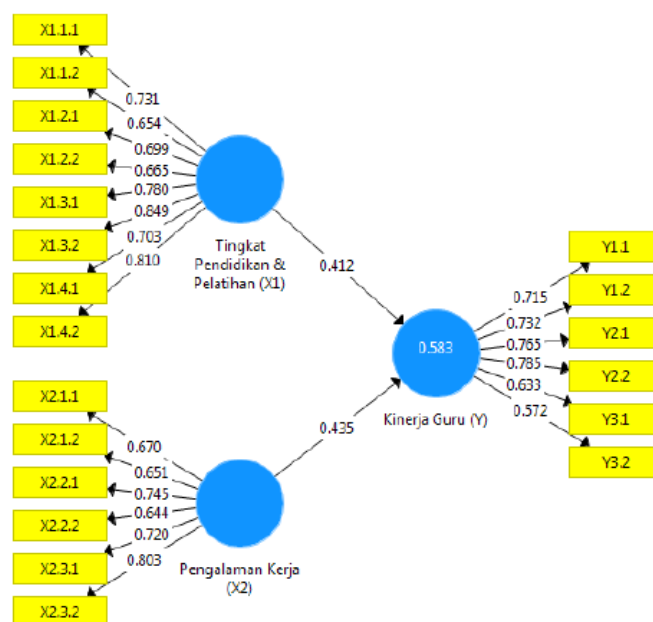 X1.1.1
X1.1.2
X1.2.1
X1.2.2
X1.3.1
X1.3.2
X1.4.1
X1.4.2
0.731
0.654
0.699
0.665
0.780
0.849
0.703
0.810
Tingkat
Pendidikan &
Pelatihan (X1)
0.412
X2.1.1
X2.1.2
X2.2.1
X2.2.2
X2.3.1
X2.3.2
0.670
0.651
0.745
0.644
0.720
0.803
Pengalaman Kerja
(X2)
0.435
0.583
Kinerja Guru (Y)
0.715
0.732
0.765
0.785
0.633
0.572
Y1.1
Y1.2
Y2.1
Y2.2
Y3.1
Y3.2